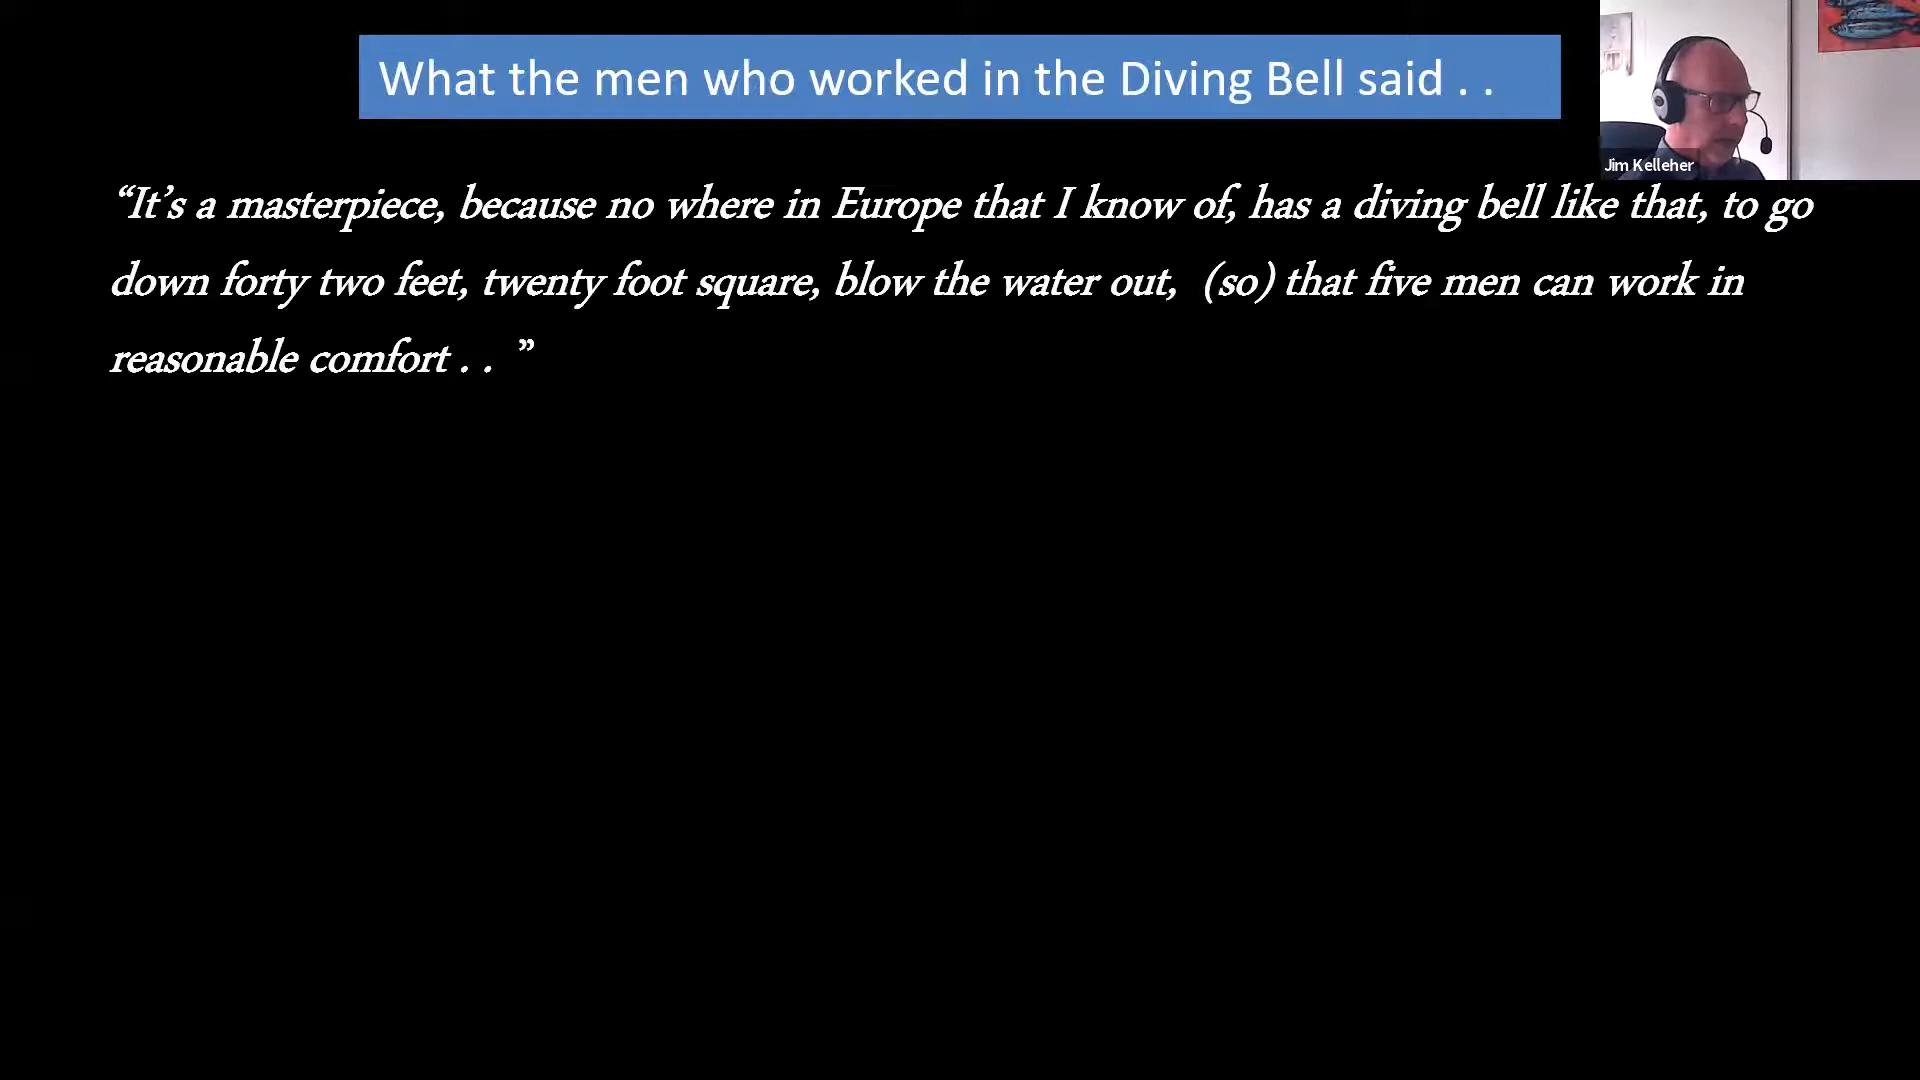 What the men who worked in the Diving Bell said . .
Jim Kelleher
“It’s a masterpiece, because no where in Europe that I know of, has a diving bell like that, to go
down forty two feet, twenty foot square, blow the water out, (so) that five men can work in
reasonable comfort . . ”